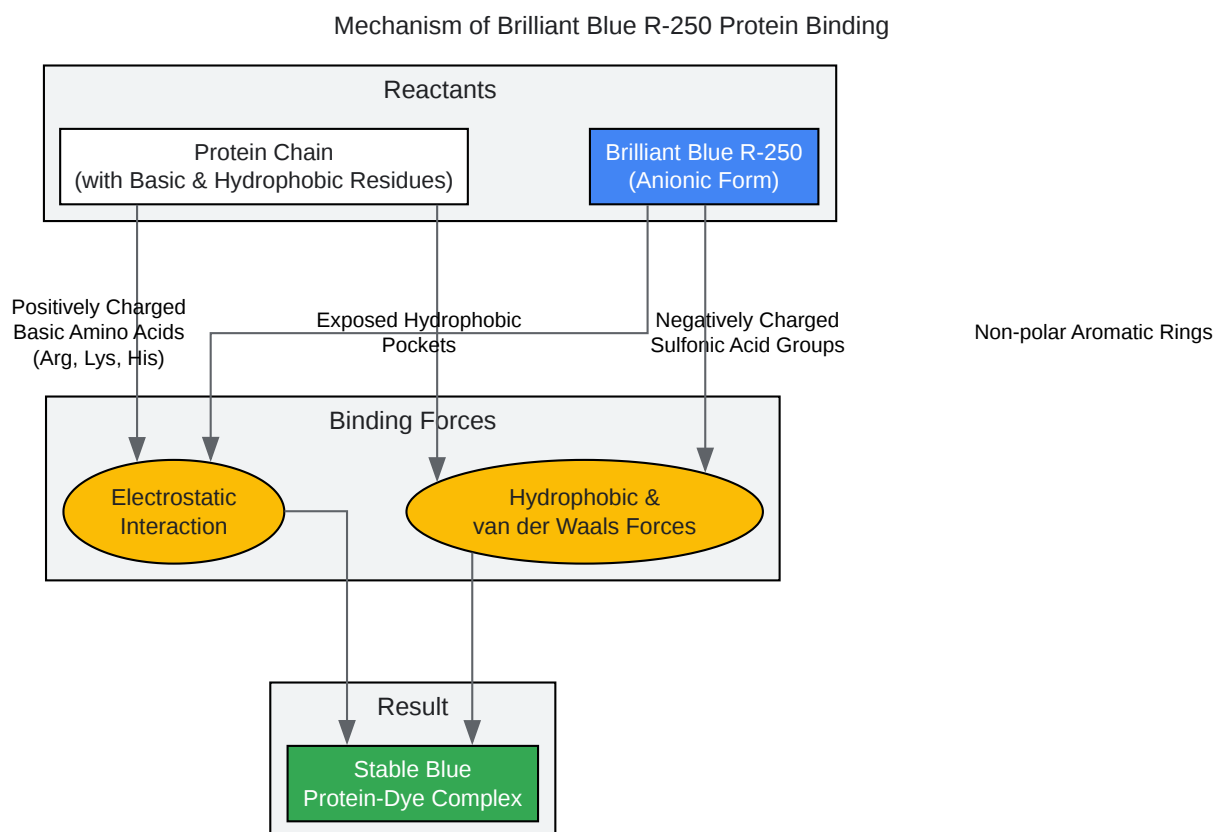 Mechanism of Brilliant Blue R-250 Protein Binding
Reactants
Protein Chain
(with Basic & Hydrophobic Residues)
Brilliant Blue R-250
(Anionic Form)
Positively Charged
Basic Amino Acids
(Arg, Lys, His)
Exposed Hydrophobic
Pockets
Negatively Charged
Sulfonic Acid Groups
Non-polar Aromatic Rings
Binding Forces
Electrostatic
Interaction
Hydrophobic &
van der Waals Forces
Result
Stable Blue
Protein-Dye Complex